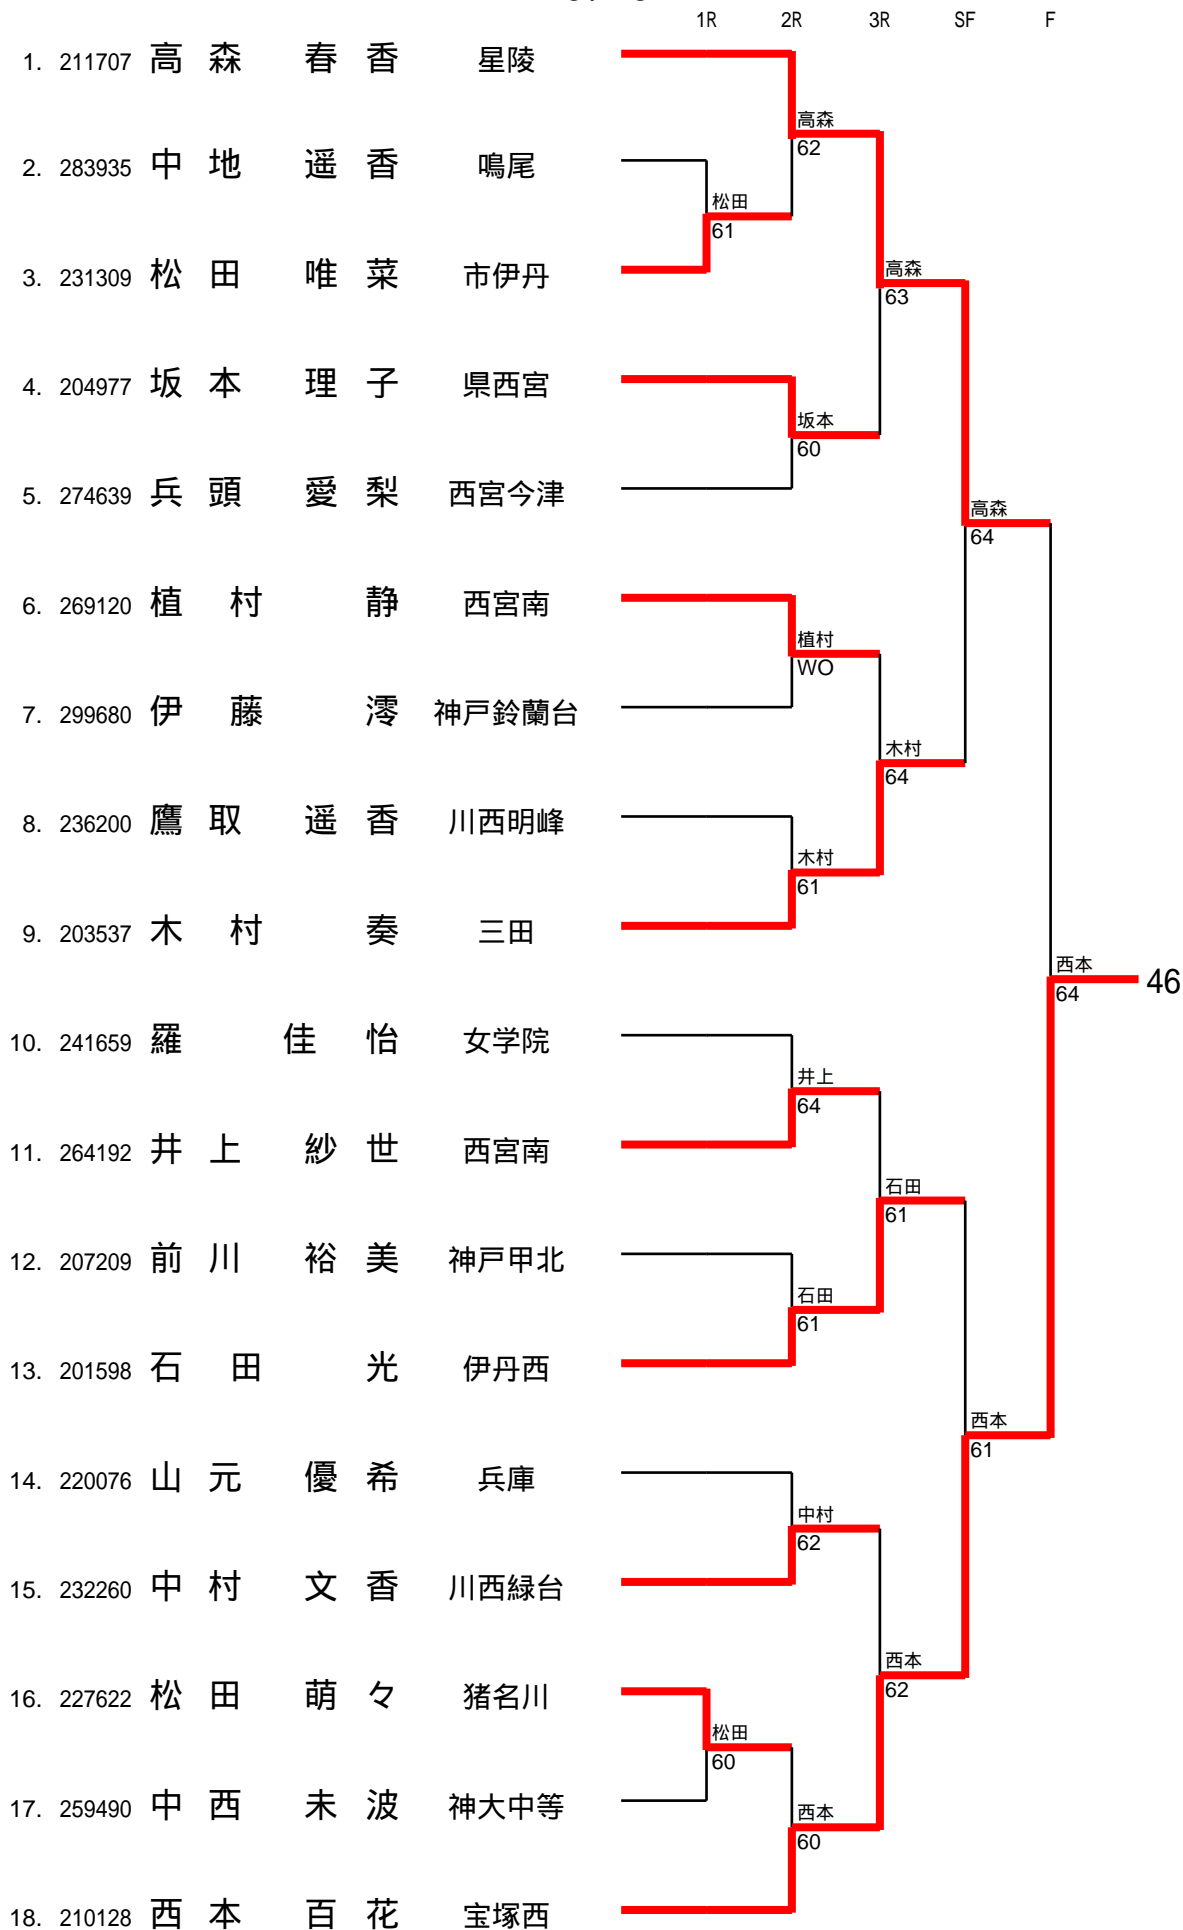 1R 2R 3R SF F
1. 211707 高森 春香 星陵
高森
62
2. 283935 中地 遥香 鳴尾
松田
61
3. 231309 松田 唯菜 市伊丹
高森
63
4. 204977 坂本 理子 県西宮
坂本
60
5. 274639 兵頭 愛梨 西宮今津
高森
64
6. 269120 植村 静 西宮南
植村
WO
7. 299680 伊藤 澪 神戸鈴蘭台
木村
64
8. 236200 鷹取 遥香 川西明峰
木村
61
9. 203537 木村 奏 三田
西本
64
46
10. 241659 羅 佳怡 女学院
井上
64
11. 264192 井上 紗世 西宮南
石田
61
12. 207209 前川 裕美 神戸甲北
石田
61
13. 201598 石田 光 伊丹西
西本
61
14. 220076 山元 優希 兵庫
中村
62
15. 232260 中村 文香 川西緑台
西本
62
16. 227622 松田 萌々 猪名川
松田
60
17. 259490 中西 未波 神大中等
西本
60
18. 210128 西本 百花 宝塚西